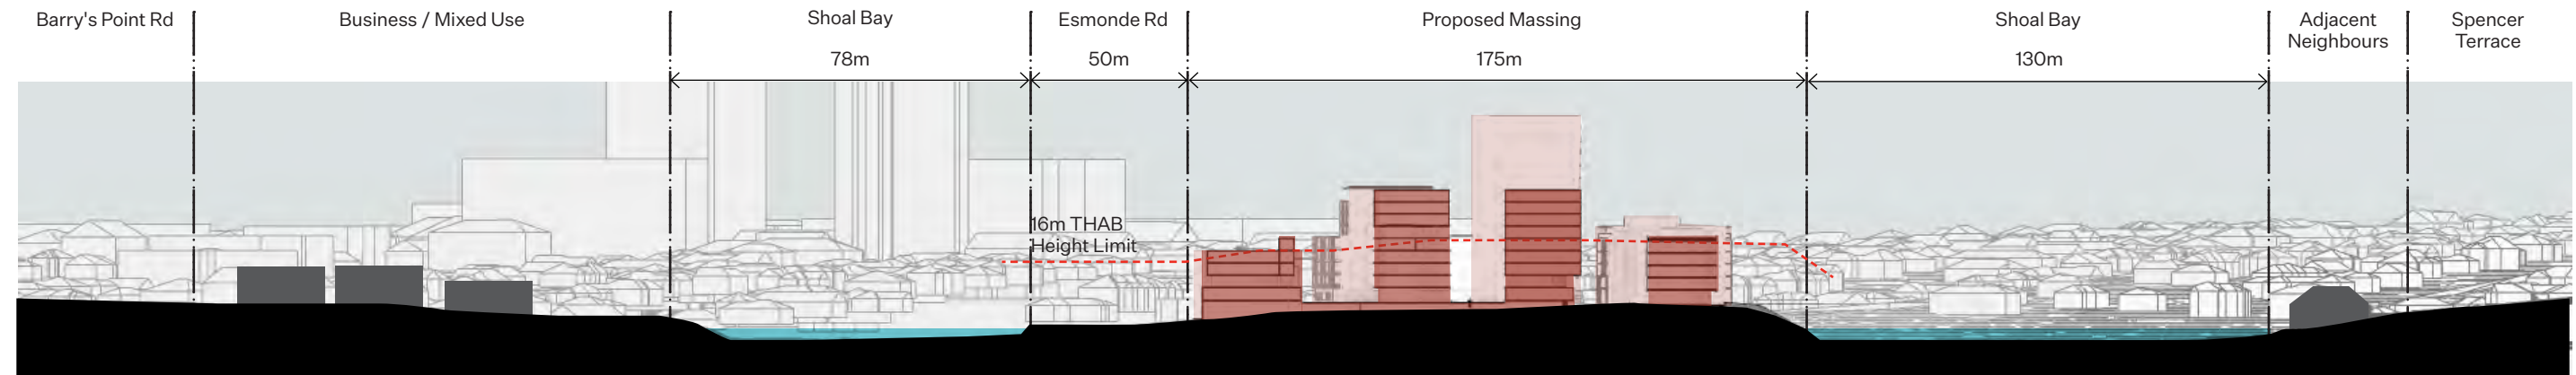 Barry's Point Rd
Business / Mixed Use
Shoal Bay
78m
Esmonde Rd
50m
Proposed Massing
175m
Shoal Bay
130m
Adjacent
Neighbours
Spencer
Terrace
16m THAB
Height Limit